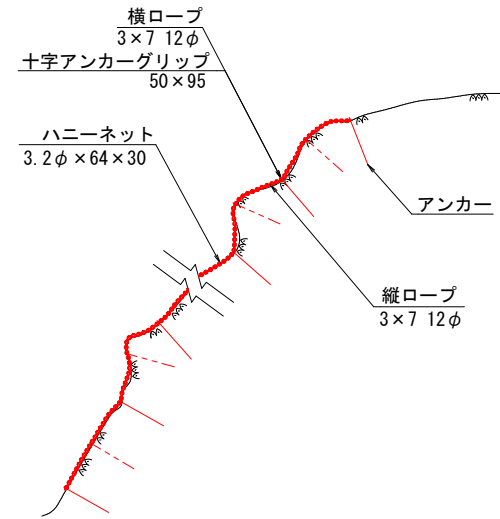 横ロープ
3×7 12φ
十字アンカーグリップ
50×95
ハニーネット
3.2φ×64×30
アンカー
縦ロープ
3×7 12φ